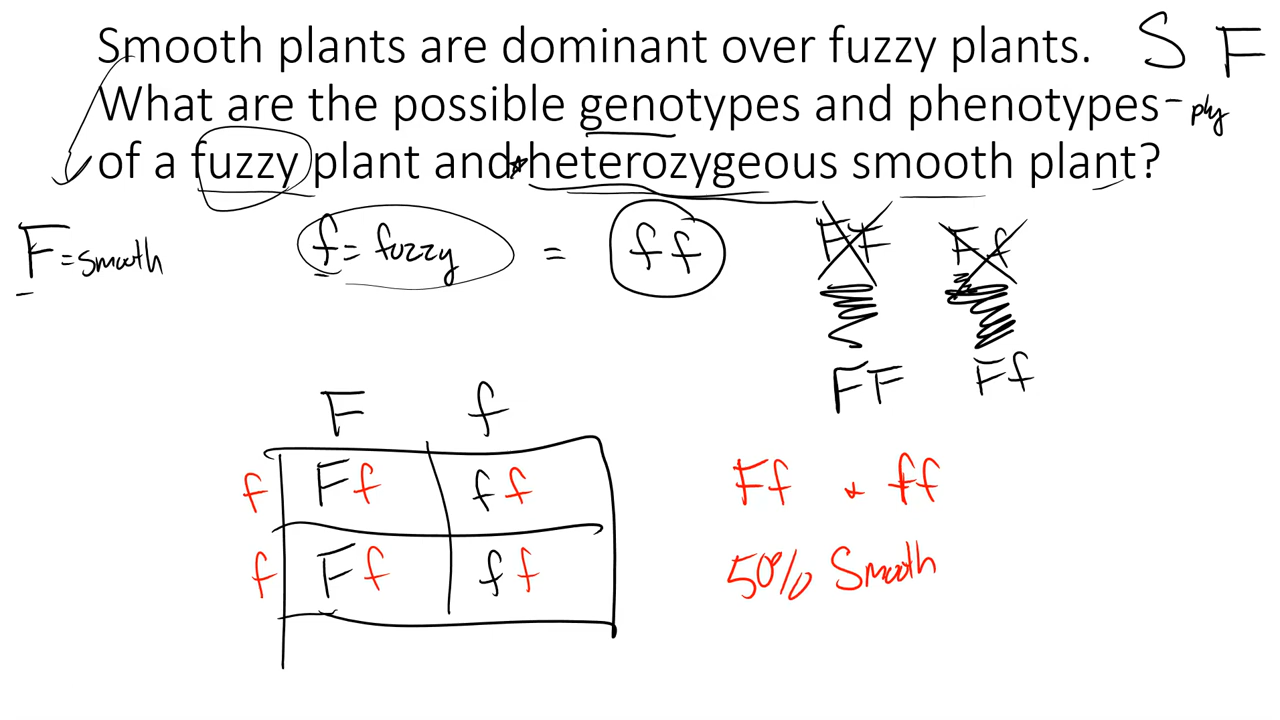 Smooth plants are dominant over fuzzy plants. S F
What are the possible genotypes and phenotypes - phy
of a fuzzy plant and heterozygeous smooth plant?
F = smooth f = fuzzy = ff FF Ff
FF Ff
F f
f Ff ff Ff + ff
f Ff ff 50% Smooth